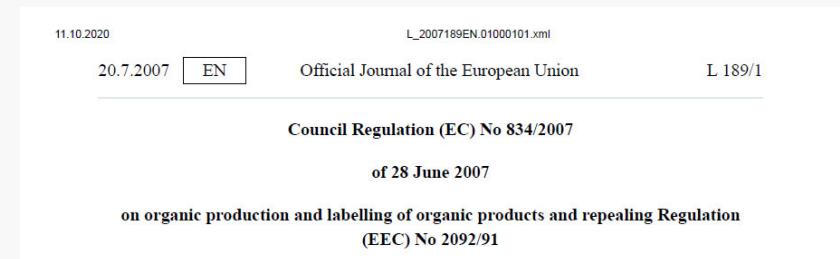 11.10.2020 L_2007189EN.01000101.xml
20.7.2007 EN Official Journal of the European Union L 189/1
Council Regulation (EC) No 834/2007
of 28 June 2007
on organic production and labelling of organic products and repealing Regulation
(EEC) No 2092/91